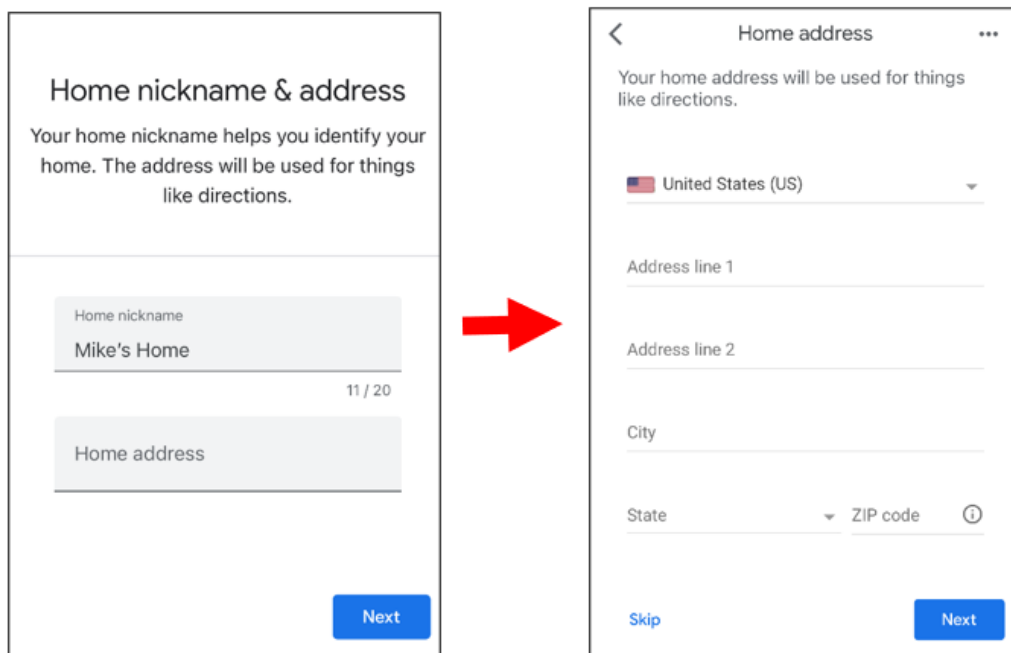 Home nickname & address
Your home nickname helps you identify your
home. The address will be used for things
like directions.
Home nickname
Mike's Home
11 / 20
Home address
Next
Home address
Your home address will be used for things
like directions.
United States (US)
Address line 1
Address line 2
City
State
ZIP code
Skip
Next